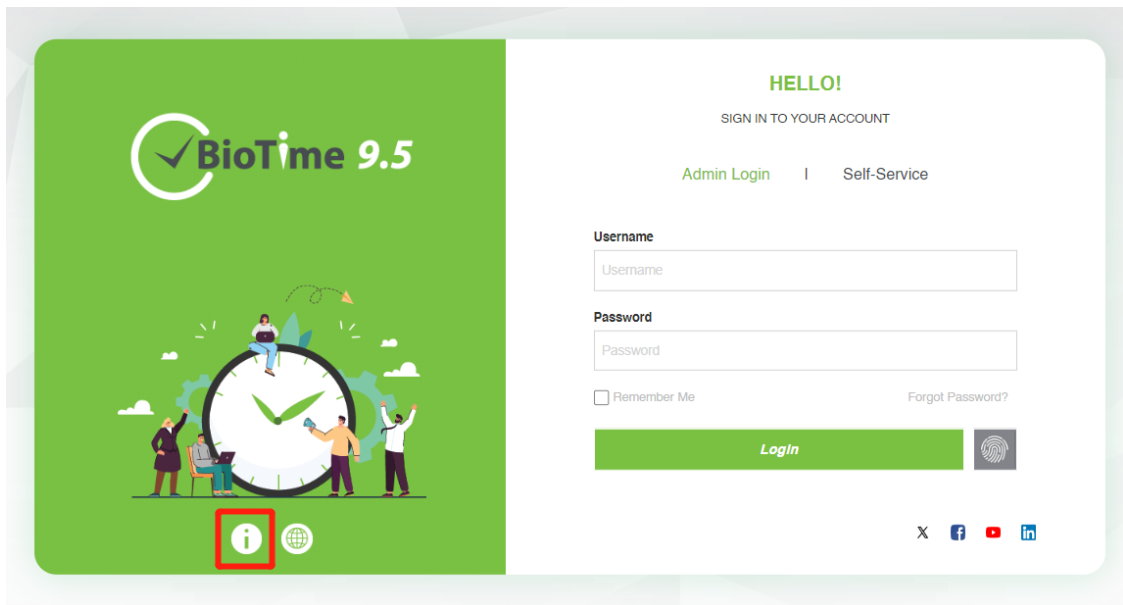 BioTime 9.5
HELLO!
SIGN IN TO YOUR ACCOUNT
Admin Login | Self-Service
Username
Username
Password
Password
Remember Me Forgot Password?
Login